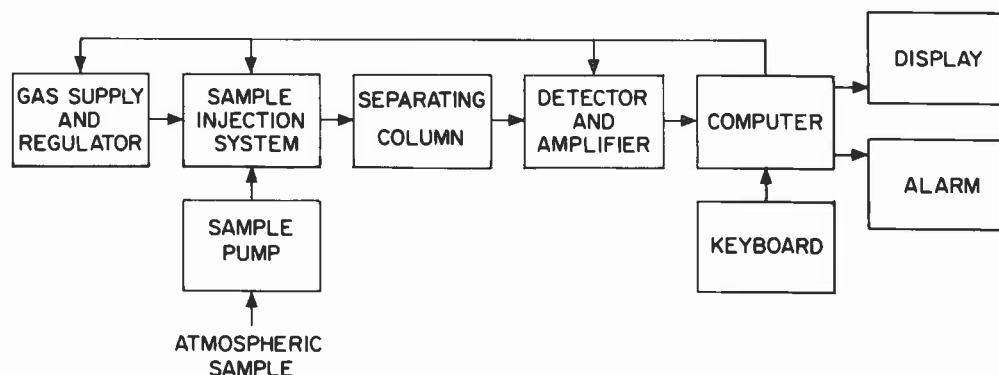 GAS SUPPLY
AND
REGULATOR
SAMPLE
INJECTION
SYSTEM
SEPARATING
COLUMN
DETECTOR
AND
AMPLIFIER
COMPUTER
DISPLAY
ALARM
SAMPLE
PUMP
KEYBOARD
ATMOSPHERIC
SAMPLE